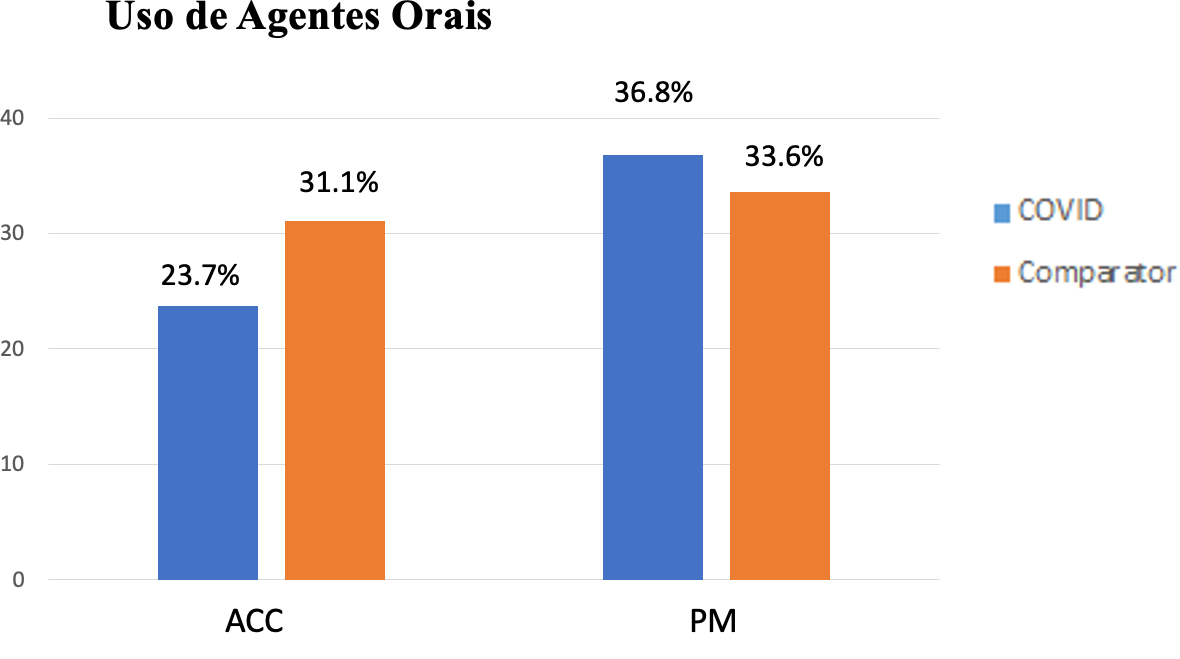 Uso de Agentes Orais
36.8%
40
33.6%
31.1%
COVID
30
23.7%
Comparator
20
10
0
ACC
PM